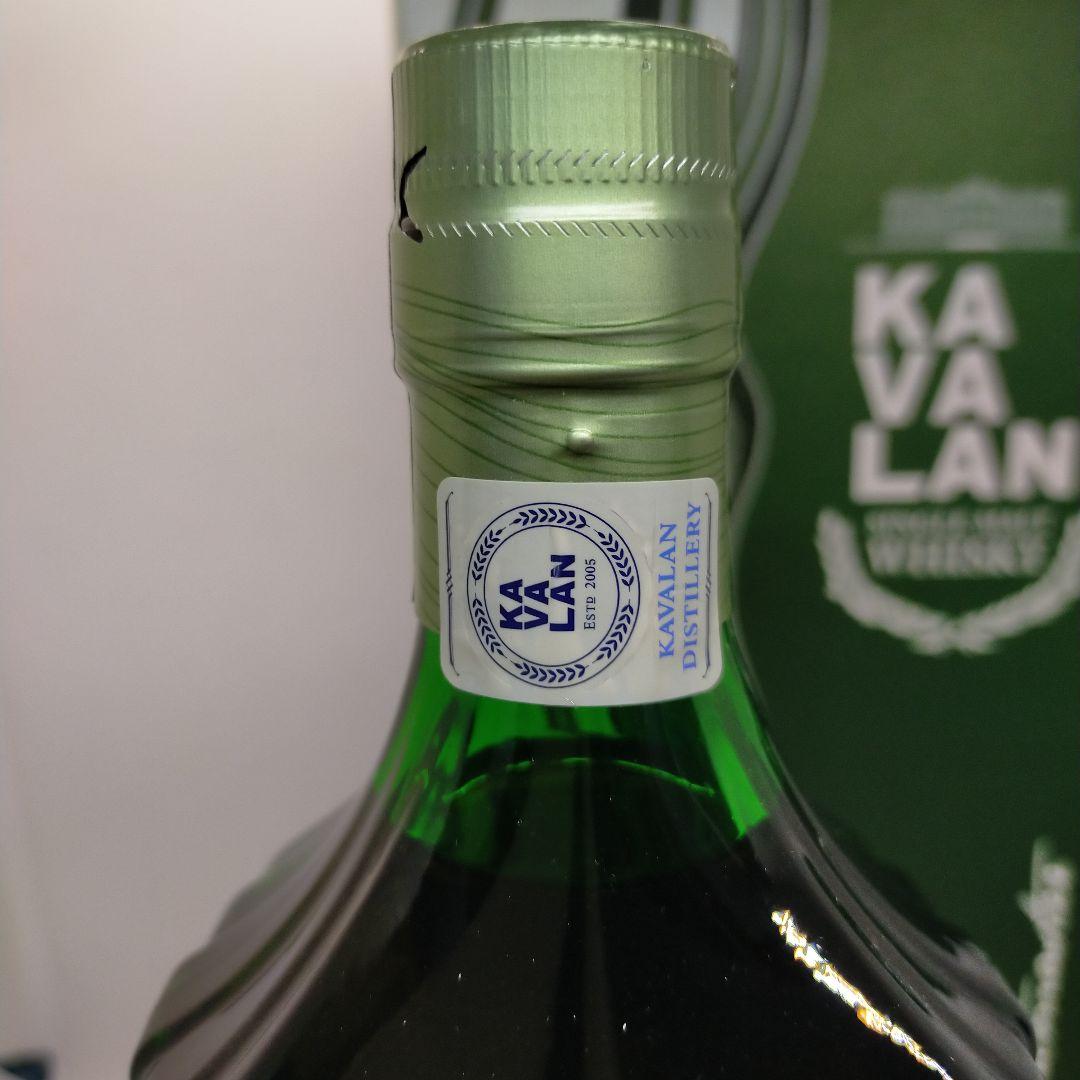 KA
VA
LAN
ESTD 2005
KAVALAN
DISTILLERY
KA
VA
LAN
SINGLE MALT
WHISKY